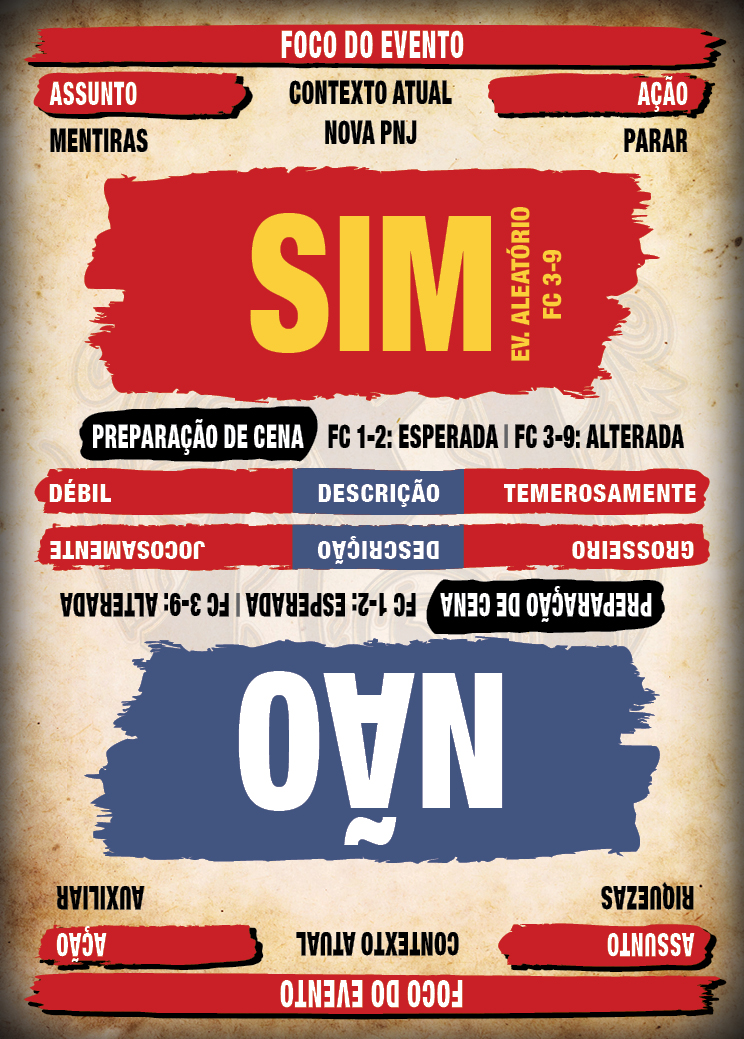 FOCO DO EVENTO
ASSUNTO CONTEXTO ATUAL AÇÃO
MENTIRAS NOVA PNJ PARAR
SIM
EV. ALEATÓRIO
FC 3-9
PREPARAÇÃO DE CENA FC 1-2: ESPERADA | FC 3-9: ALTERADA
DÉBIL DESCRIÇÃO TEMEROSAMENTE
GROSSEIRO DESCRIÇÃO JOCOSAMENTE
PREPARAÇÃO DE CENA FC 1-2: ESPERADA | FC 3-9: ALTERADA
NÃO
RIQUEZAS AUXILIAR
ASSUNTO CONTEXTO ATUAL AÇÃO
FOCO DO EVENTO